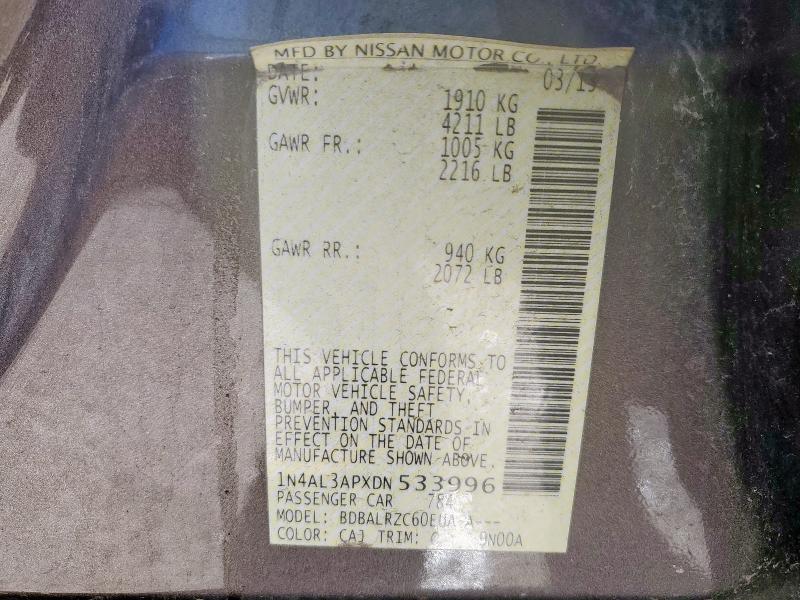 MFD BY NISSAN MOTOR CO., LTD.
DATE: 03/13
GVWR: 1910 KG
4211 LB
GAWR FR.: 1005 KG
2216 LB
GAWR RR.: 940 KG
2072 LB
THIS VEHICLE CONFORMS TO
ALL APPLICABLE FEDERAL
MOTOR VEHICLE SAFETY,
BUMPER, AND THEFT
PREVENTION STANDARDS IN
EFFECT ON THE DATE OF
MANUFACTURE SHOWN ABOVE.
1N4AL3APXDN 533996
PASSENGER CAR
MODEL:
COLOR: CAJ TRIM: